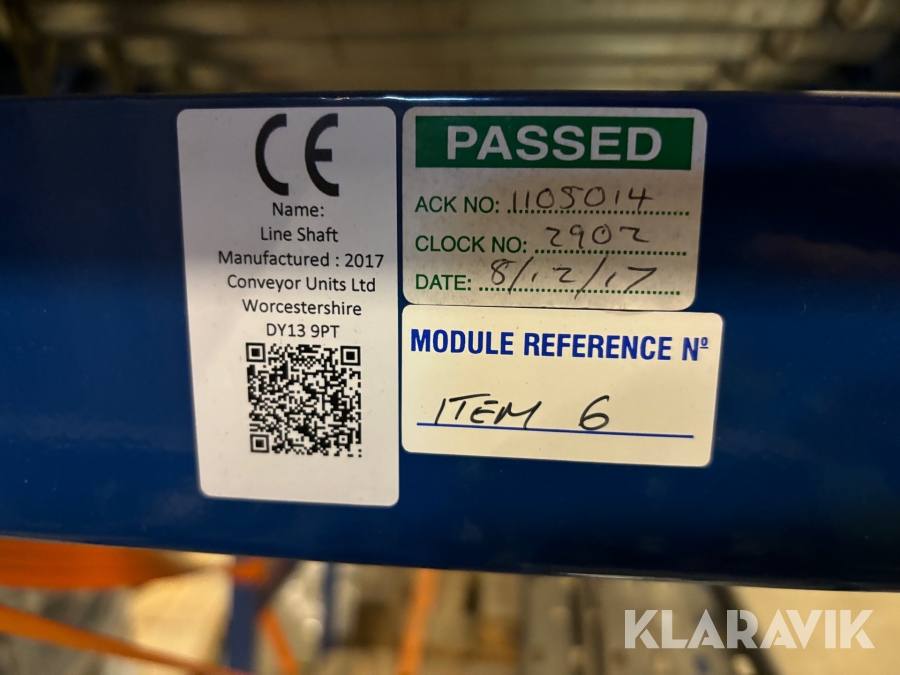 CE
Name:
Line Shaft
Manufactured : 2017
Conveyor Units Ltd
Worcestershire
DY13 9PT
PASSED
ACK NO: 1105014
CLOCK NO: 2902
DATE: 8/12/17
MODULE REFERENCE Nº
ITEM 6
KLARAVIK